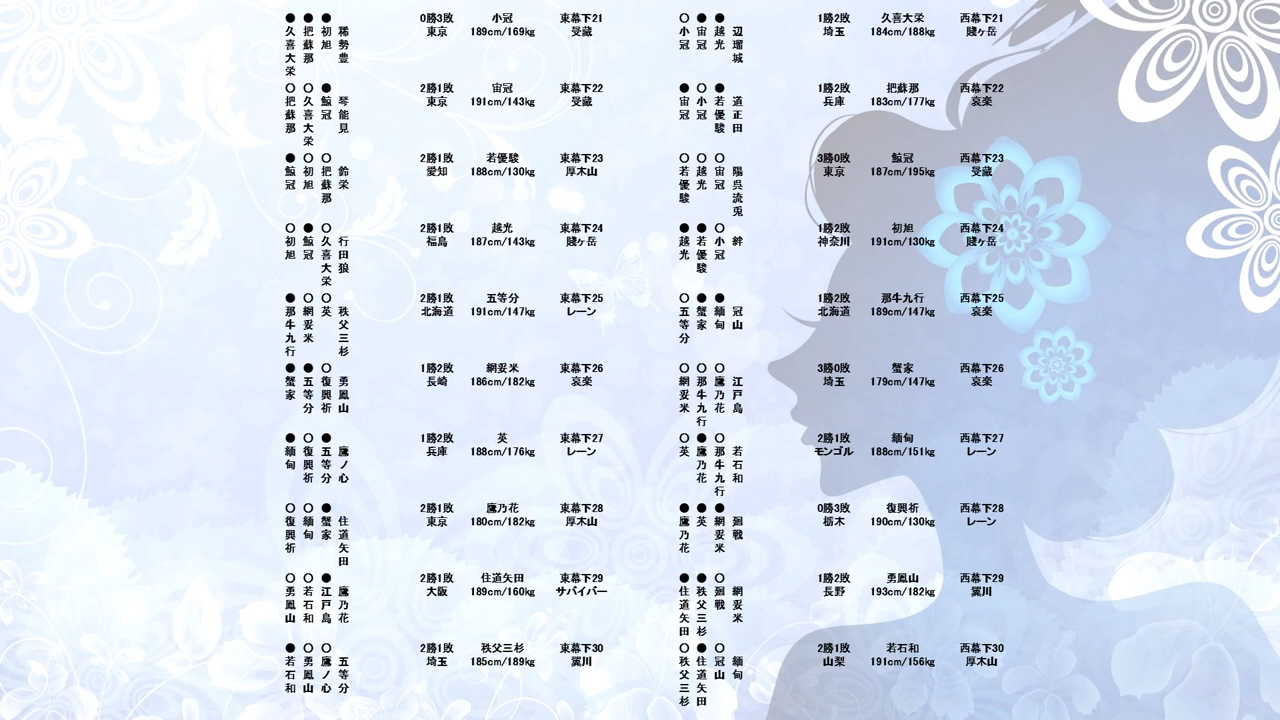 ●●●
久喜大栄 把蘇那 初旭 稀勢豊
0勝3敗 小冠 東幕下21
東京 189cm/169kg 受蔵
○●●
小冠 宙冠 越光 辺瑠城
1勝2敗 久喜大栄 西幕下21
埼玉 184cm/188kg 賤ヶ岳
○○●
把蘇那 久喜大栄 鯨冠 琴能見
2勝1敗 宙冠 東幕下22
東京 191cm/143kg 受蔵
●○●
宙冠 小冠 若優駿 道正田
1勝2敗 把蘇那 西幕下22
兵庫 183cm/177kg 哀楽
●○○
鯨冠 初旭 把蘇那 鈴栄
2勝1敗 若優駿 東幕下23
愛知 188cm/130kg 厚木山
○○○
若優駿 越光 宙冠 陽呉流兎
3勝0敗 鯨冠 西幕下23
東京 187cm/195kg 受蔵
○●○
初旭 鯨冠 久喜大栄 行田狼
2勝1敗 越光 東幕下24
福島 187cm/143kg 賤ヶ岳
●●○
越光 若優駿 小冠 絆
1勝2敗 初旭 西幕下24
神奈川 191cm/130kg 賤ヶ岳
●○○
那牛九行 網妥米 英 秩父三杉
2勝1敗 五等分 東幕下25
北海道 191cm/147kg レーン
○●●
五等分 蟹家 緬甸 冠山
1勝2敗 那牛九行 西幕下25
北海道 189cm/147kg 哀楽
●●○
蟹家 五等分 復興祈 勇鳳山
1勝2敗 網妥米 東幕下26
長崎 186cm/182kg 哀楽
○○○
網妥米 那牛九行 鷹乃花 江戸島
3勝0敗 蟹家 西幕下26
埼玉 179cm/147kg 哀楽
●○●
緬甸 復興祈 五等分 鷹ノ心
1勝2敗 英 東幕下27
兵庫 188cm/176kg レーン
○●○
英 鷹乃花 那牛九行 若石和
2勝1敗 緬甸 西幕下27
モンゴル 188cm/151kg レーン
○○●
復興祈 緬甸 蟹家 住道矢田
2勝1敗 鷹乃花 東幕下28
東京 180cm/182kg 厚木山
●●●
鷹乃花 英 網妥米 廻戦
0勝3敗 復興祈 西幕下28
栃木 190cm/130kg レーン
○○●
勇鳳山 若石和 江戸島 鷹乃花
2勝1敗 住道矢田 東幕下29
大阪 189cm/160kg サバイバー
●●○
住道矢田 秩父三杉 廻戦 網妥米
1勝2敗 勇鳳山 西幕下29
長野 193cm/182kg 翼川
●○○
若石和 勇鳳山 鷹ノ心 五等分
2勝1敗 秩父三杉 東幕下30
埼玉 185cm/189kg 翼川
○●○
秩父三杉 住道矢田 冠山 緬甸
2勝1敗 若石和 西幕下30
山梨 191cm/156kg 厚木山